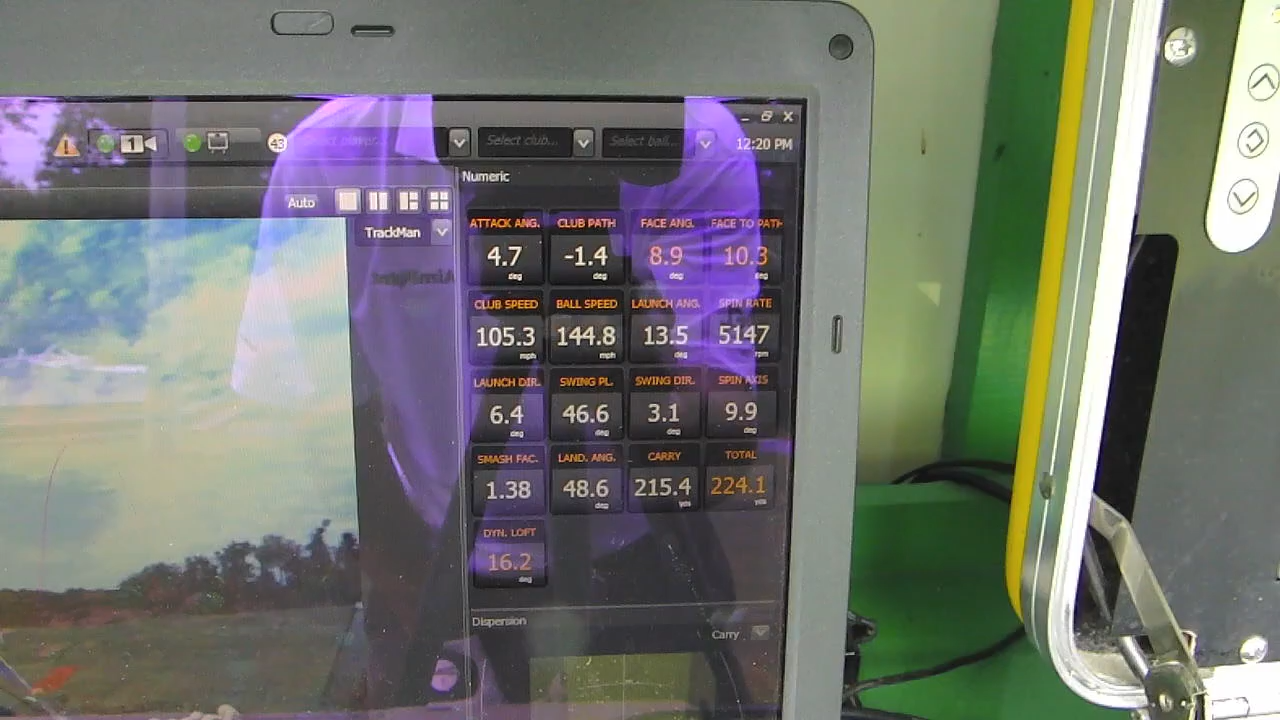 1
43
Select player...
Select club...
Select ball...
12:20 PM
Auto
Numeric
TrackMan
ATTACK ANG. CLUB PATH FACE ANG. FACE TO PATH
4.7 -1.4 8.9 10.3
deg deg deg deg
CLUB SPEED BALL SPEED LAUNCH ANG. SPIN RATE
105.3 144.8 13.5 5147
mph mph deg rpm
LAUNCH DIR. SWING PL. SWING DIR. SPIN AXIS
6.4 46.6 3.1 9.9
deg deg deg deg
SMASH FAC. LAND. ANG. CARRY TOTAL
1.38 48.6 215.4 224.1
deg yds yds
DYN. LOFT
16.2
deg
Dispersion
Carry